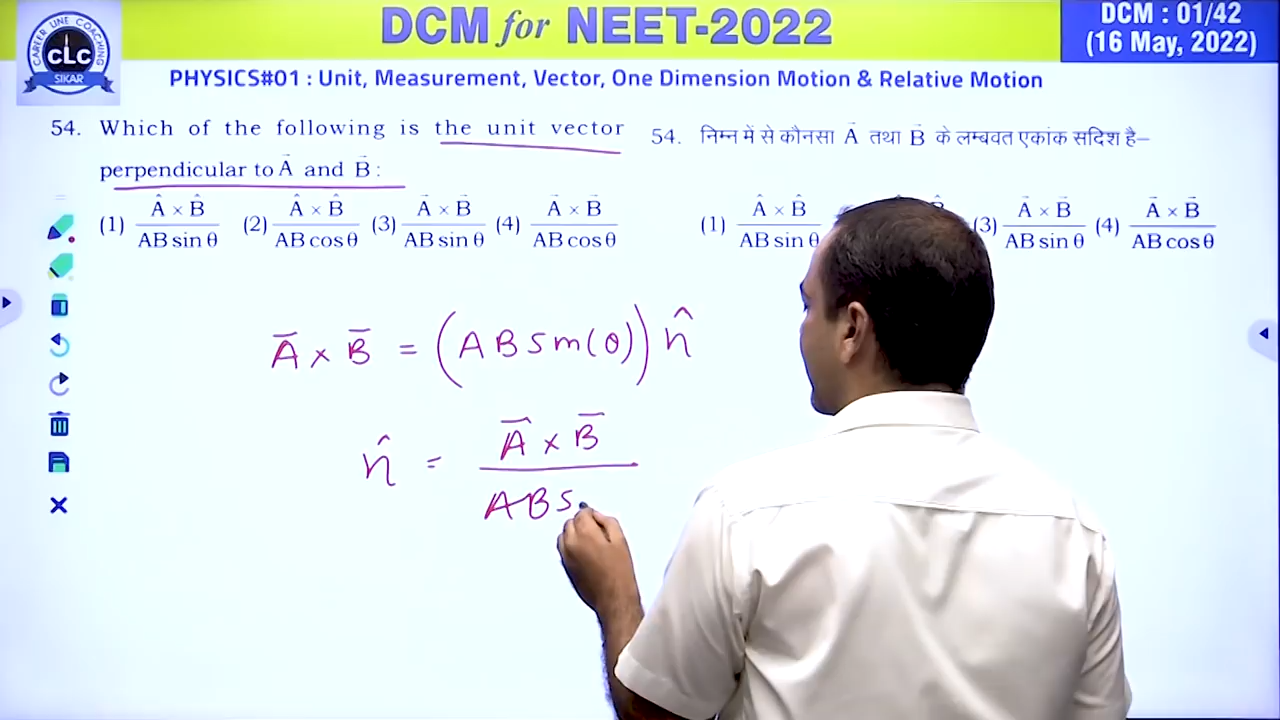 DCM for NEET-2022
DCM : 01/42
(16 May, 2022)
CAREER LINE COACHING
CLC
SIKAR
PHYSICS#01 : Unit, Measurement, Vector, One Dimension Motion & Relative Motion
54. Which of the following is the unit vector
perpendicular to A⃗ and B⃗ :
(1) Â × B̂ / AB sin θ (2) Â × B̂ / AB cos θ (3) A⃗ × B⃗ / AB sin θ (4) A⃗ × B⃗ / AB cos θ
54. निम्न में से कौनसा A⃗ तथा B⃗ के लम्बवत एकांक सदिश है–
(1) Â × B̂ / AB sin θ (3) A⃗ × B⃗ / AB sin θ (4) A⃗ × B⃗ / AB cos θ
A̅ × B̅ = (AB sin(θ)) n̂
n̂ = A̅ × B̅ / AB s